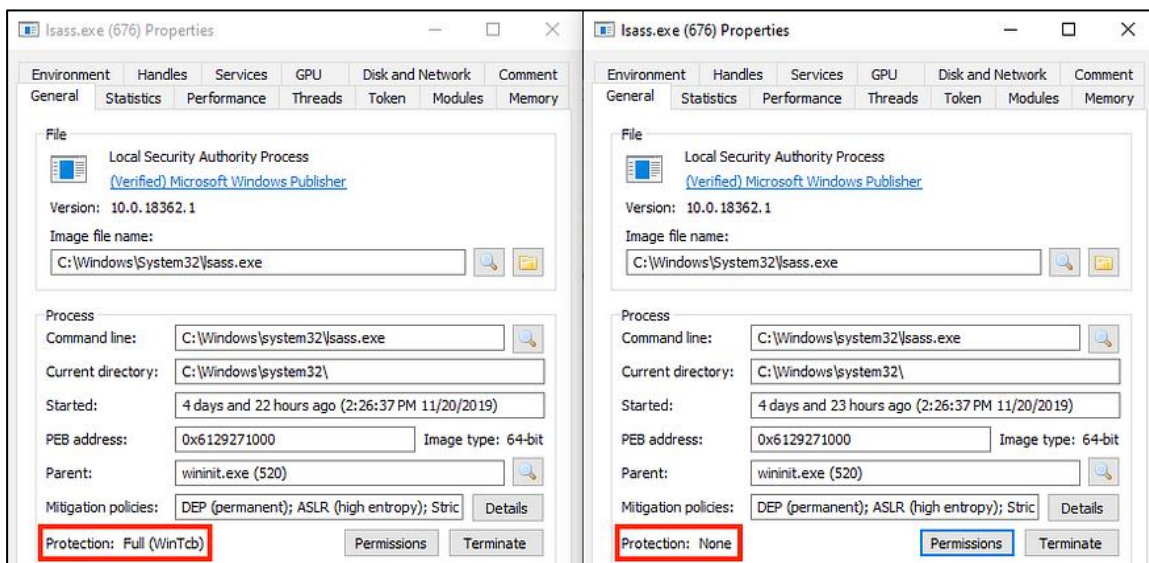 lsass.exe (676) Properties
Environment Handles Services GPU Disk and Network Comment
General Statistics Performance Threads Token Modules Memory
File
Local Security Authority Process
(Verified) Microsoft Windows Publisher
Version: 10.0.18362.1
Image file name:
C:\Windows\System32\lsass.exe
Process
Command line: C:\Windows\system32\lsass.exe
Current directory: C:\Windows\system32\
Started: 4 days and 22 hours ago (2:26:37 PM 11/20/2019)
PEB address: 0x6129271000 Image type: 64-bit
Parent: wininit.exe (520)
Mitigation policies: DEP (permanent); ASLR (high entropy); Stric Details
Protection: Full (WinTcb) Permissions Terminate
lsass.exe (676) Properties
Environment Handles Services GPU Disk and Network Comment
General Statistics Performance Threads Token Modules Memory
File
Local Security Authority Process
(Verified) Microsoft Windows Publisher
Version: 10.0.18362.1
Image file name:
C:\Windows\System32\lsass.exe
Process
Command line: C:\Windows\system32\lsass.exe
Current directory: C:\Windows\system32\
Started: 4 days and 23 hours ago (2:26:37 PM 11/20/2019)
PEB address: 0x6129271000 Image type: 64-bit
Parent: wininit.exe (520)
Mitigation policies: DEP (permanent); ASLR (high entropy); Stric Details
Protection: None Permissions Terminate